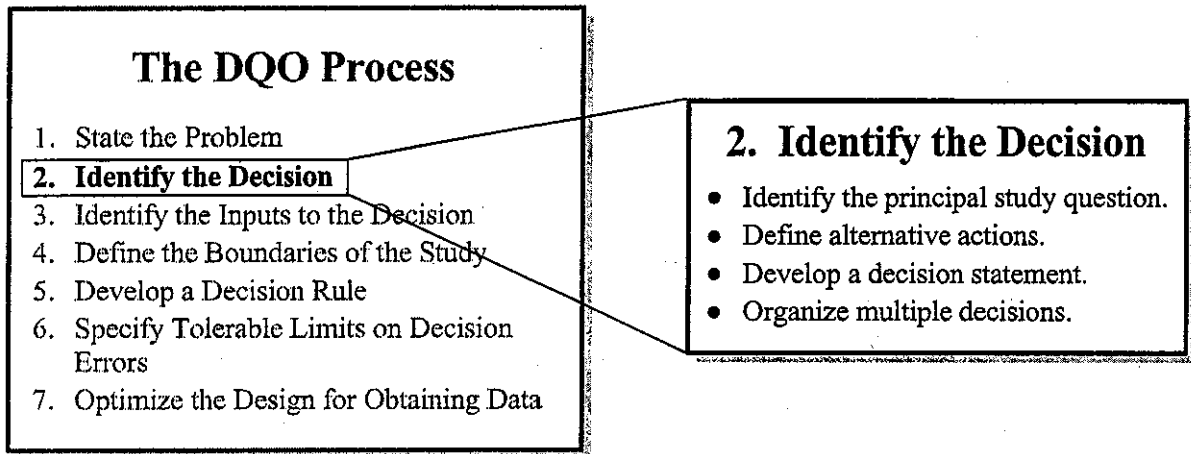 The DQO Process
1. State the Problem
2. Identify the Decision
3. Identify the Inputs to the Decision
4. Define the Boundaries of the Study
5. Develop a Decision Rule
6. Specify Tolerable Limits on Decision
Errors
7. Optimize the Design for Obtaining Data
2. Identify the Decision
● Identify the principal study question.
● Define alternative actions.
● Develop a decision statement.
● Organize multiple decisions.